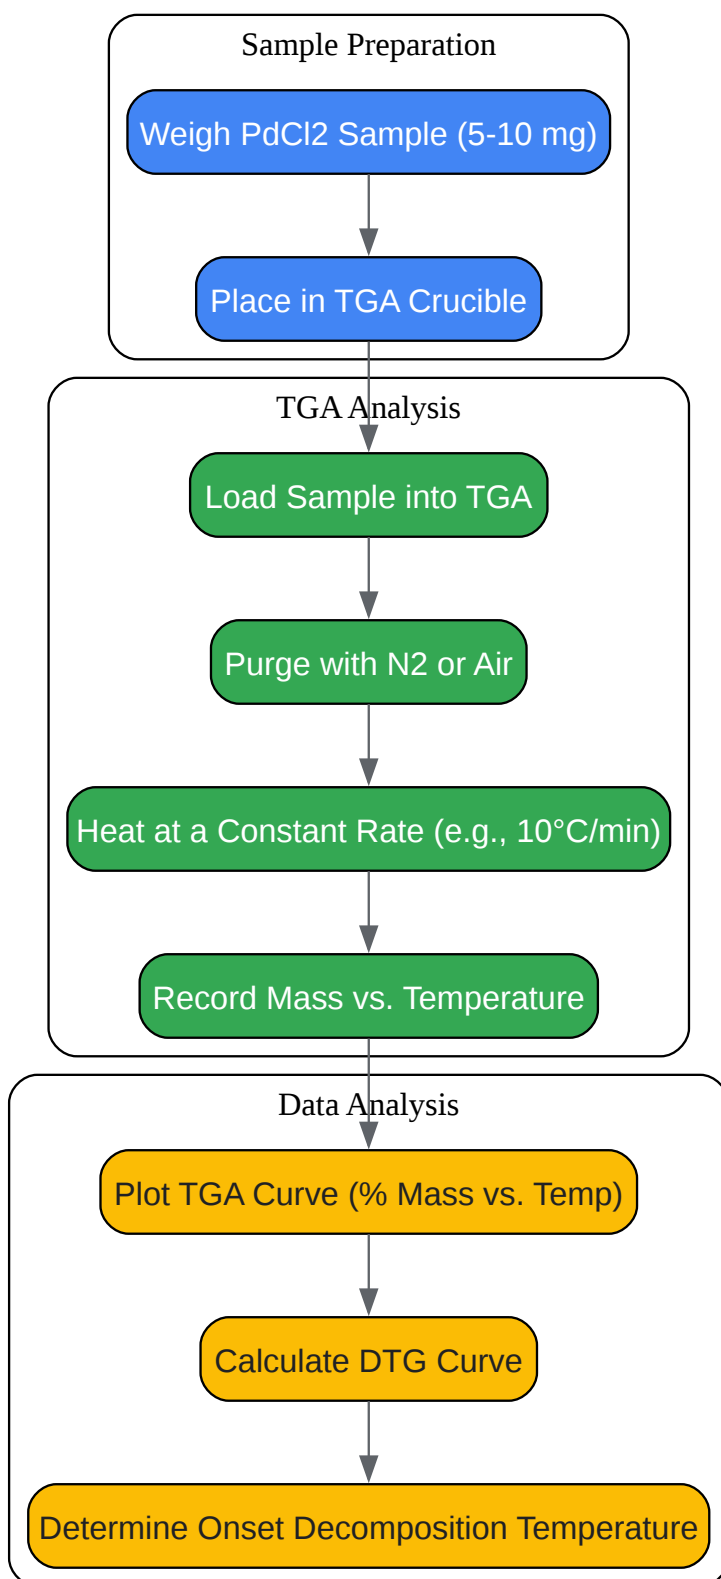 Sample Preparation
Weigh PdCl2 Sample (5-10 mg)
Place in TGA Crucible
TGA Analysis
Load Sample into TGA
Purge with N2 or Air
Heat at a Constant Rate (e.g., 10°C/min)
Record Mass vs. Temperature
Data Analysis
Plot TGA Curve (% Mass vs. Temp)
Calculate DTG Curve
Determine Onset Decomposition Temperature